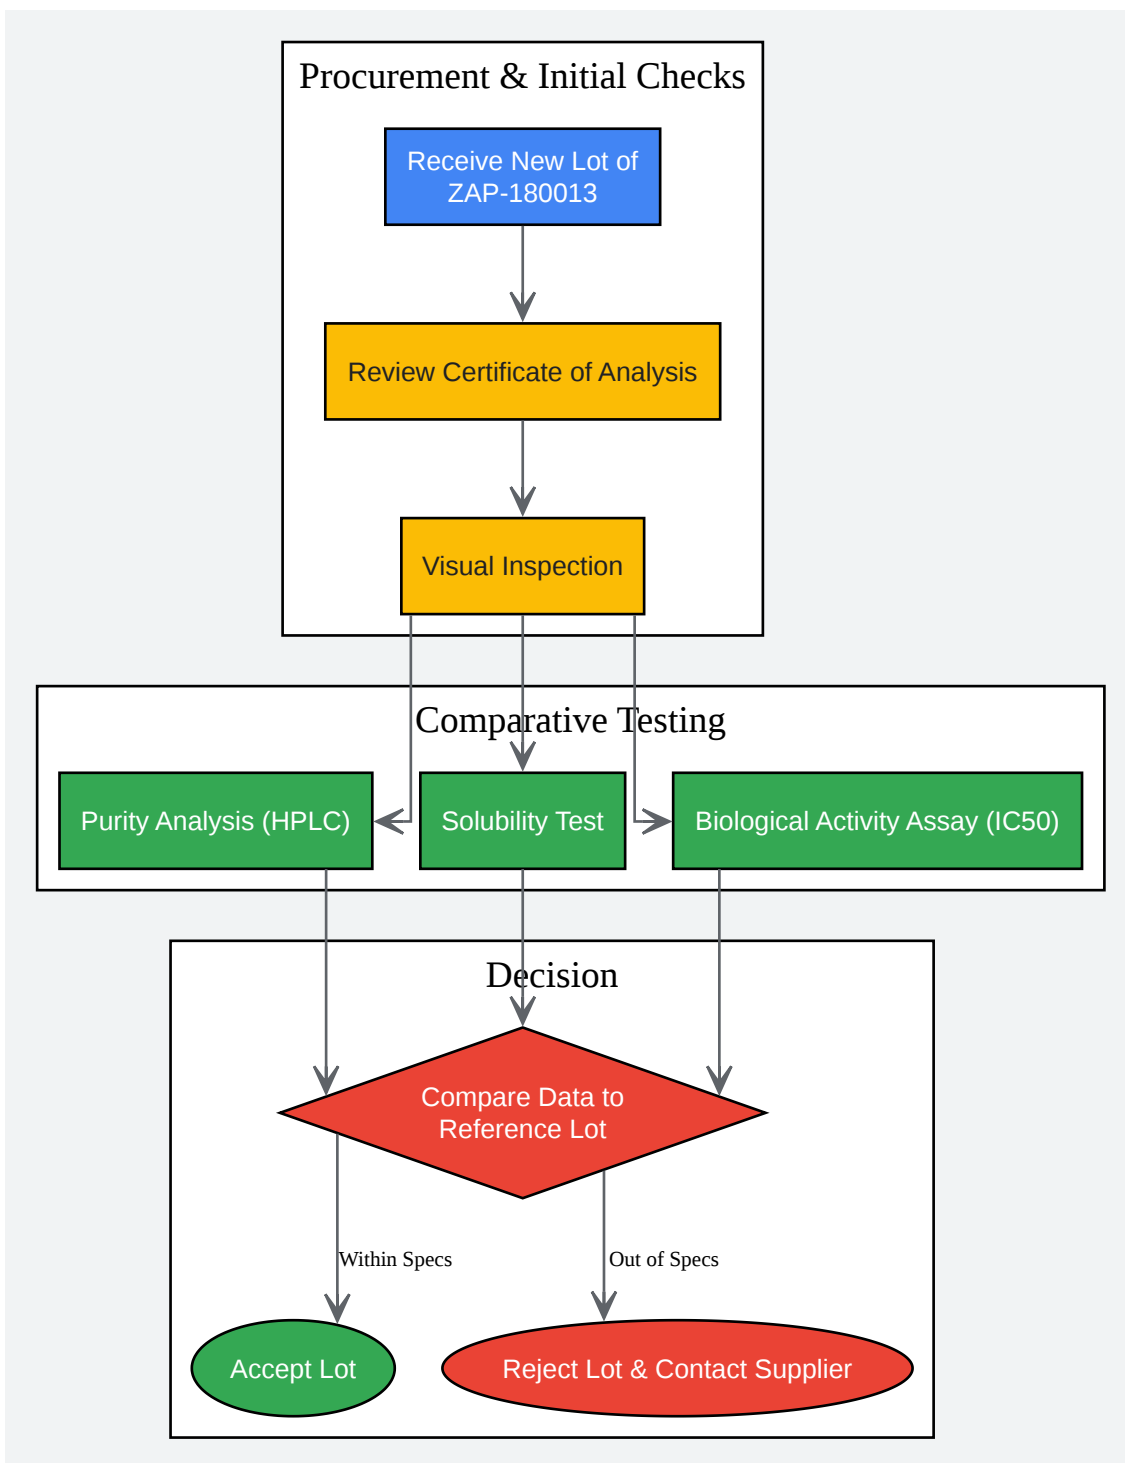 Procurement & Initial Checks
Receive New Lot of
ZAP-180013
Review Certificate of Analysis
Visual Inspection
Comparative Testing
Purity Analysis (HPLC)
Solubility Test
Biological Activity Assay (IC50)
Decision
Compare Data to
Reference Lot
Within Specs
Out of Specs
Accept Lot
Reject Lot & Contact Supplier